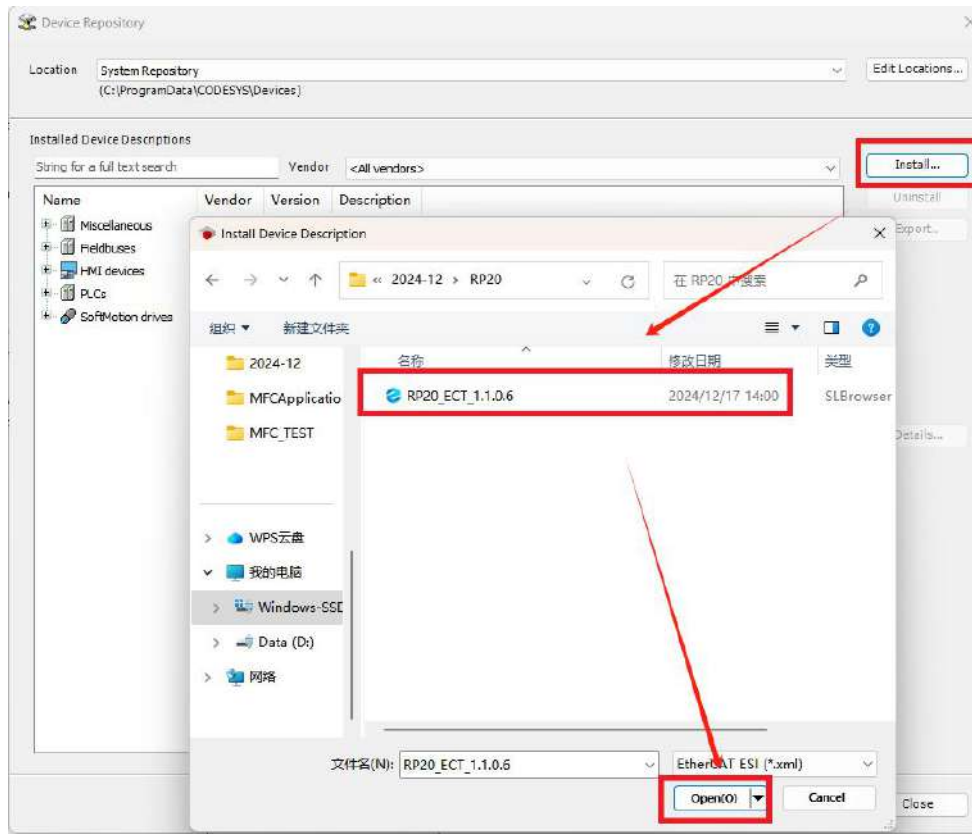 Device Repository
Location System Repository Edit Locations...
(C:\ProgramData\CODESYS\Devices)
Installed Device Descriptions
String for a full text search Vendor <All vendors> Install...
Name Vendor Version Description Uninstall
Miscellaneous
Fieldbuses
HMI devices
PLCs
SoftMotion drives
Export...
Details...
Close
Install Device Description
« 2024-12 > RP20 在 RP20 中搜索
组织 新建文件夹
名称 修改日期 类型
2024-12
MFCApplicatio
MFC_TEST
RP20_ECT_1.1.0.6 2024/12/17 14:00 SLBrowser
WPS云盘
我的电脑
Windows-SSD
Data (D:)
网络
文件名(N): RP20_ECT_1.1.0.6 EtherCAT ESI (*.xml)
Open(O) Cancel